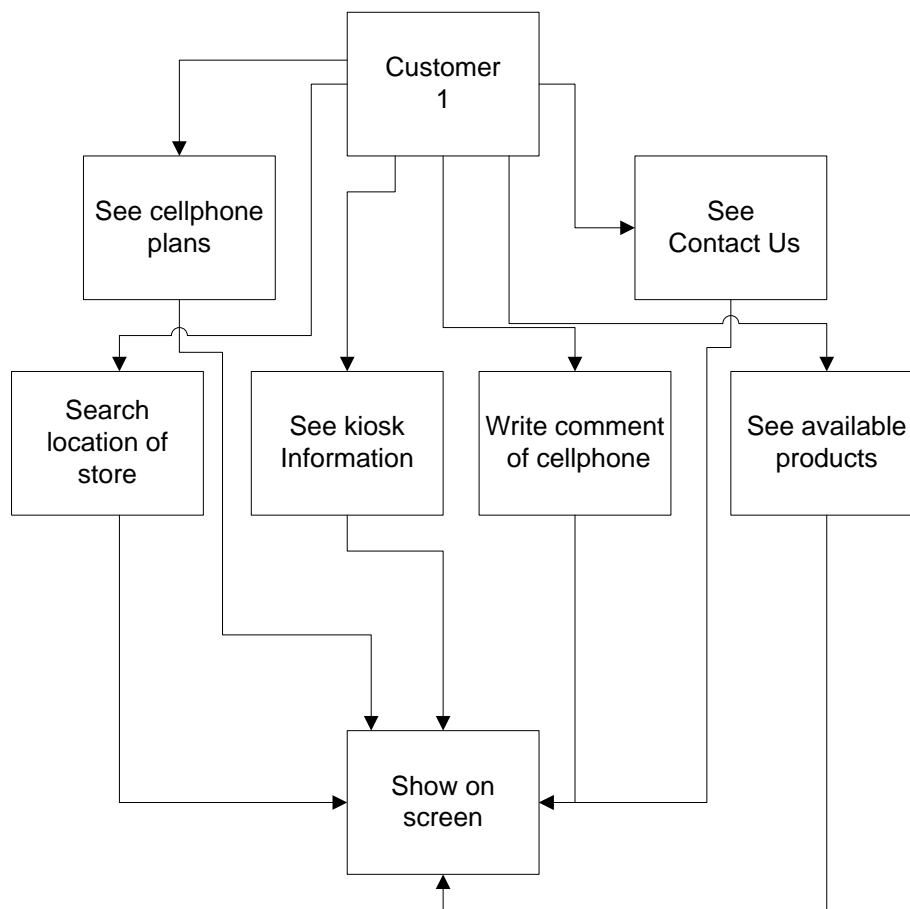 Customer
1
See cellphone
plans
See
Contact Us
Search
location of
store
See kiosk
Information
Write comment
of cellphone
See available
products
Show on
screen